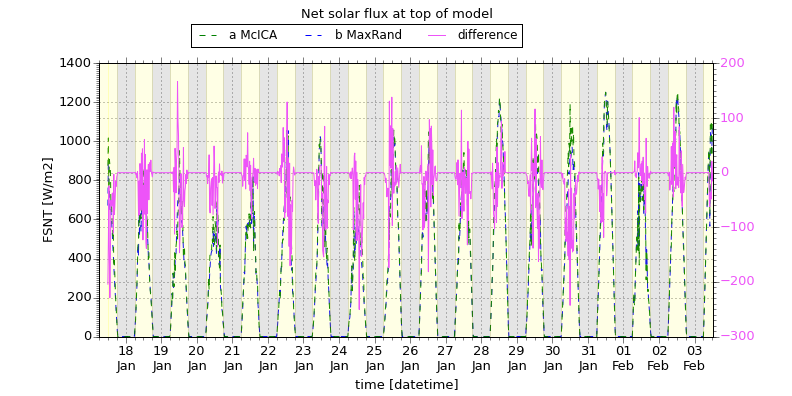 Net solar flux at top of model
a McICA b MaxRand difference
1400
1200
1000
800
600
400
200
0
FSNT [W/m2]
200
100
0
−100
−200
−300
18 19 20 21 22 23 24 25 26 27 28 29 30 31 01 02 03
Jan Jan Jan Jan Jan Jan Jan Jan Jan Jan Jan Jan Jan Jan Feb Feb Feb
time [datetime]